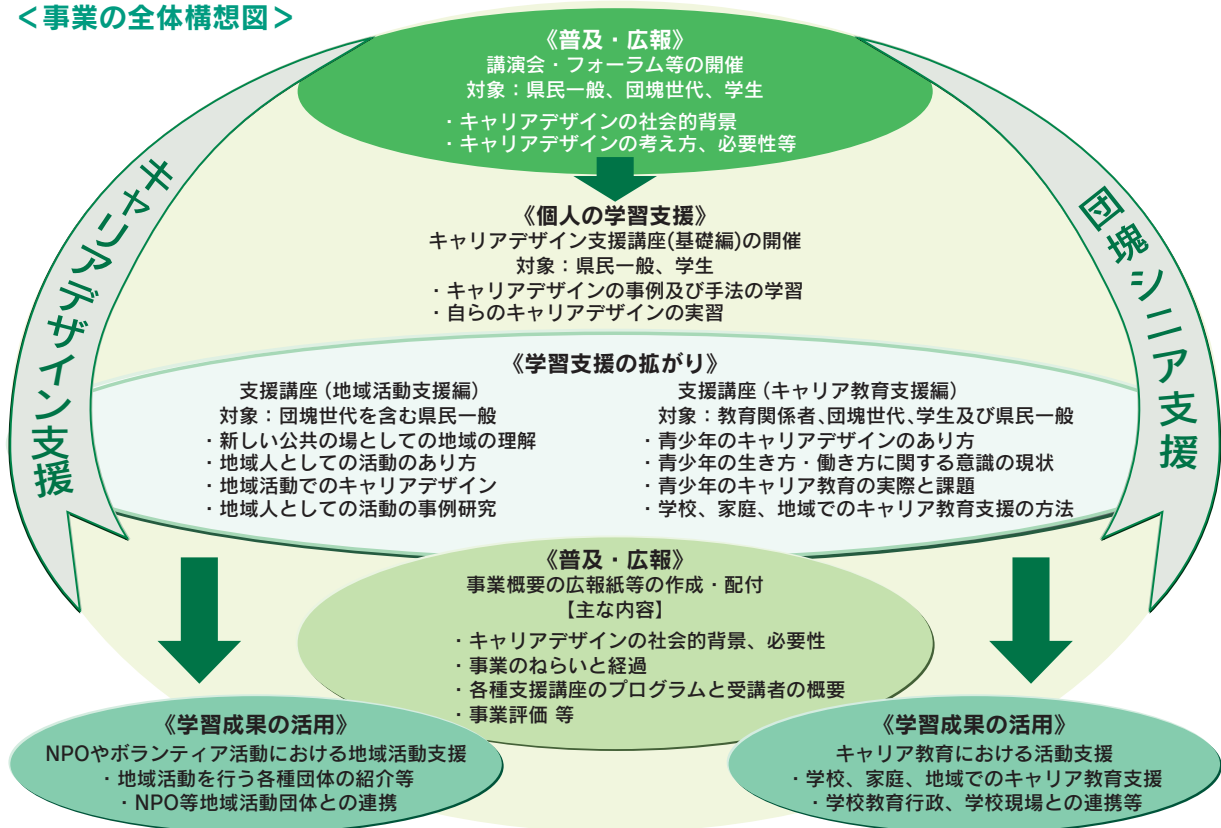 ＜事業の全体構想図＞
《普及・広報》
講演会・フォーラム等の開催
対象：県民一般、団塊世代、学生
・キャリアデザインの社会的背景
・キャリアデザインの考え方、必要性等
キャリアデザイン支援
団塊シニア支援
《個人の学習支援》
キャリアデザイン支援講座(基礎編)の開催
対象：県民一般、学生
・キャリアデザインの事例及び手法の学習
・自らのキャリアデザインの実習
《学習支援の拡がり》
支援講座（地域活動支援編）
対象：団塊世代を含む県民一般
・新しい公共の場としての地域の理解
・地域人としての活動のあり方
・地域活動でのキャリアデザイン
・地域人としての活動の事例研究
支援講座（キャリア教育支援編）
対象：教育関係者、団塊世代、学生及び県民一般
・青少年のキャリアデザインのあり方
・青少年の生き方・働き方に関する意識の現状
・青少年のキャリア教育の実際と課題
・学校、家庭、地域でのキャリア教育支援の方法
《普及・広報》
事業概要の広報紙等の作成・配付
【主な内容】
・キャリアデザインの社会的背景、必要性
・事業のねらいと経過
・各種支援講座のプログラムと受講者の概要
・事業評価 等
《学習成果の活用》
NPOやボランティア活動における地域活動支援
・地域活動を行う各種団体の紹介等
・NPO等地域活動団体との連携
《学習成果の活用》
キャリア教育における活動支援
・学校、家庭、地域でのキャリア教育支援
・学校教育行政、学校現場との連携等